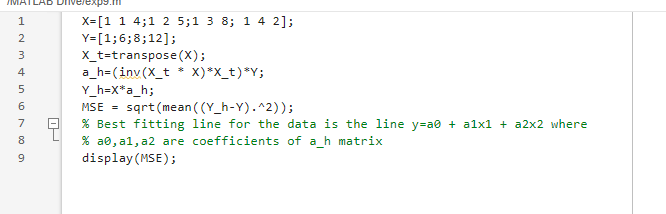 /MATLAB Drive/exp9.m
1 X=[1 1 4;1 2 5;1 3 8; 1 4 2];
2 Y=[1;6;8;12];
3 X_t=transpose(X);
4 a_h=(inv(X_t * X)*X_t)*Y;
5 Y_h=X*a_h;
6 MSE = sqrt(mean((Y_h-Y).^2));
7 % Best fitting line for the data is the line y=a0 + a1x1 + a2x2 where
8 % a0,a1,a2 are coefficients of a_h matrix
9 display(MSE);